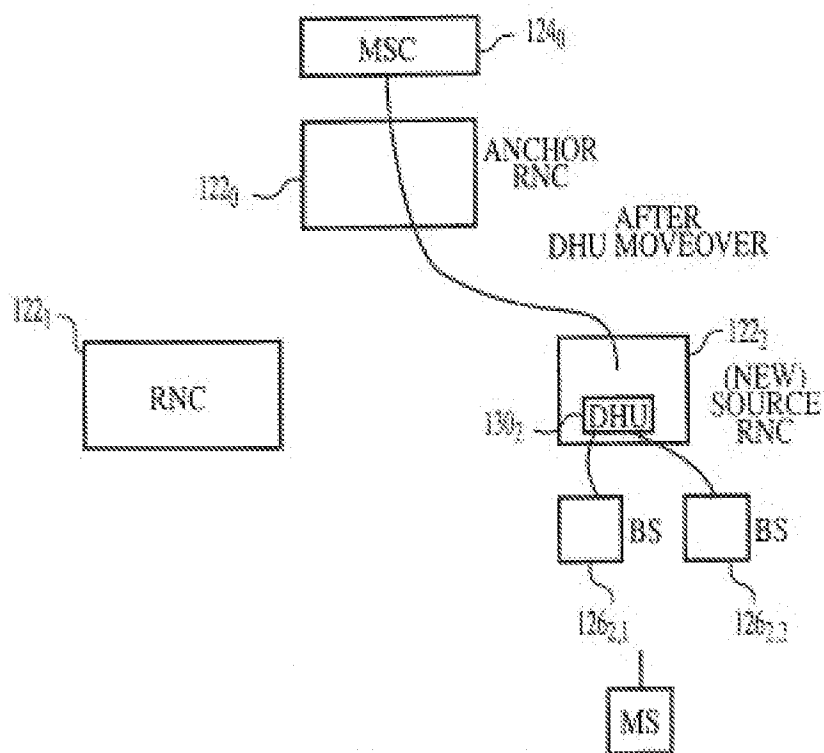 MSC
124₀
122₀
ANCHOR
RNC
AFTER
DHU MOVEOVER
122₁
RNC
122₂
(NEW)
SOURCE
RNC
130₂
DHU
BS
BS
126₂,₁
126₂,₂
MS